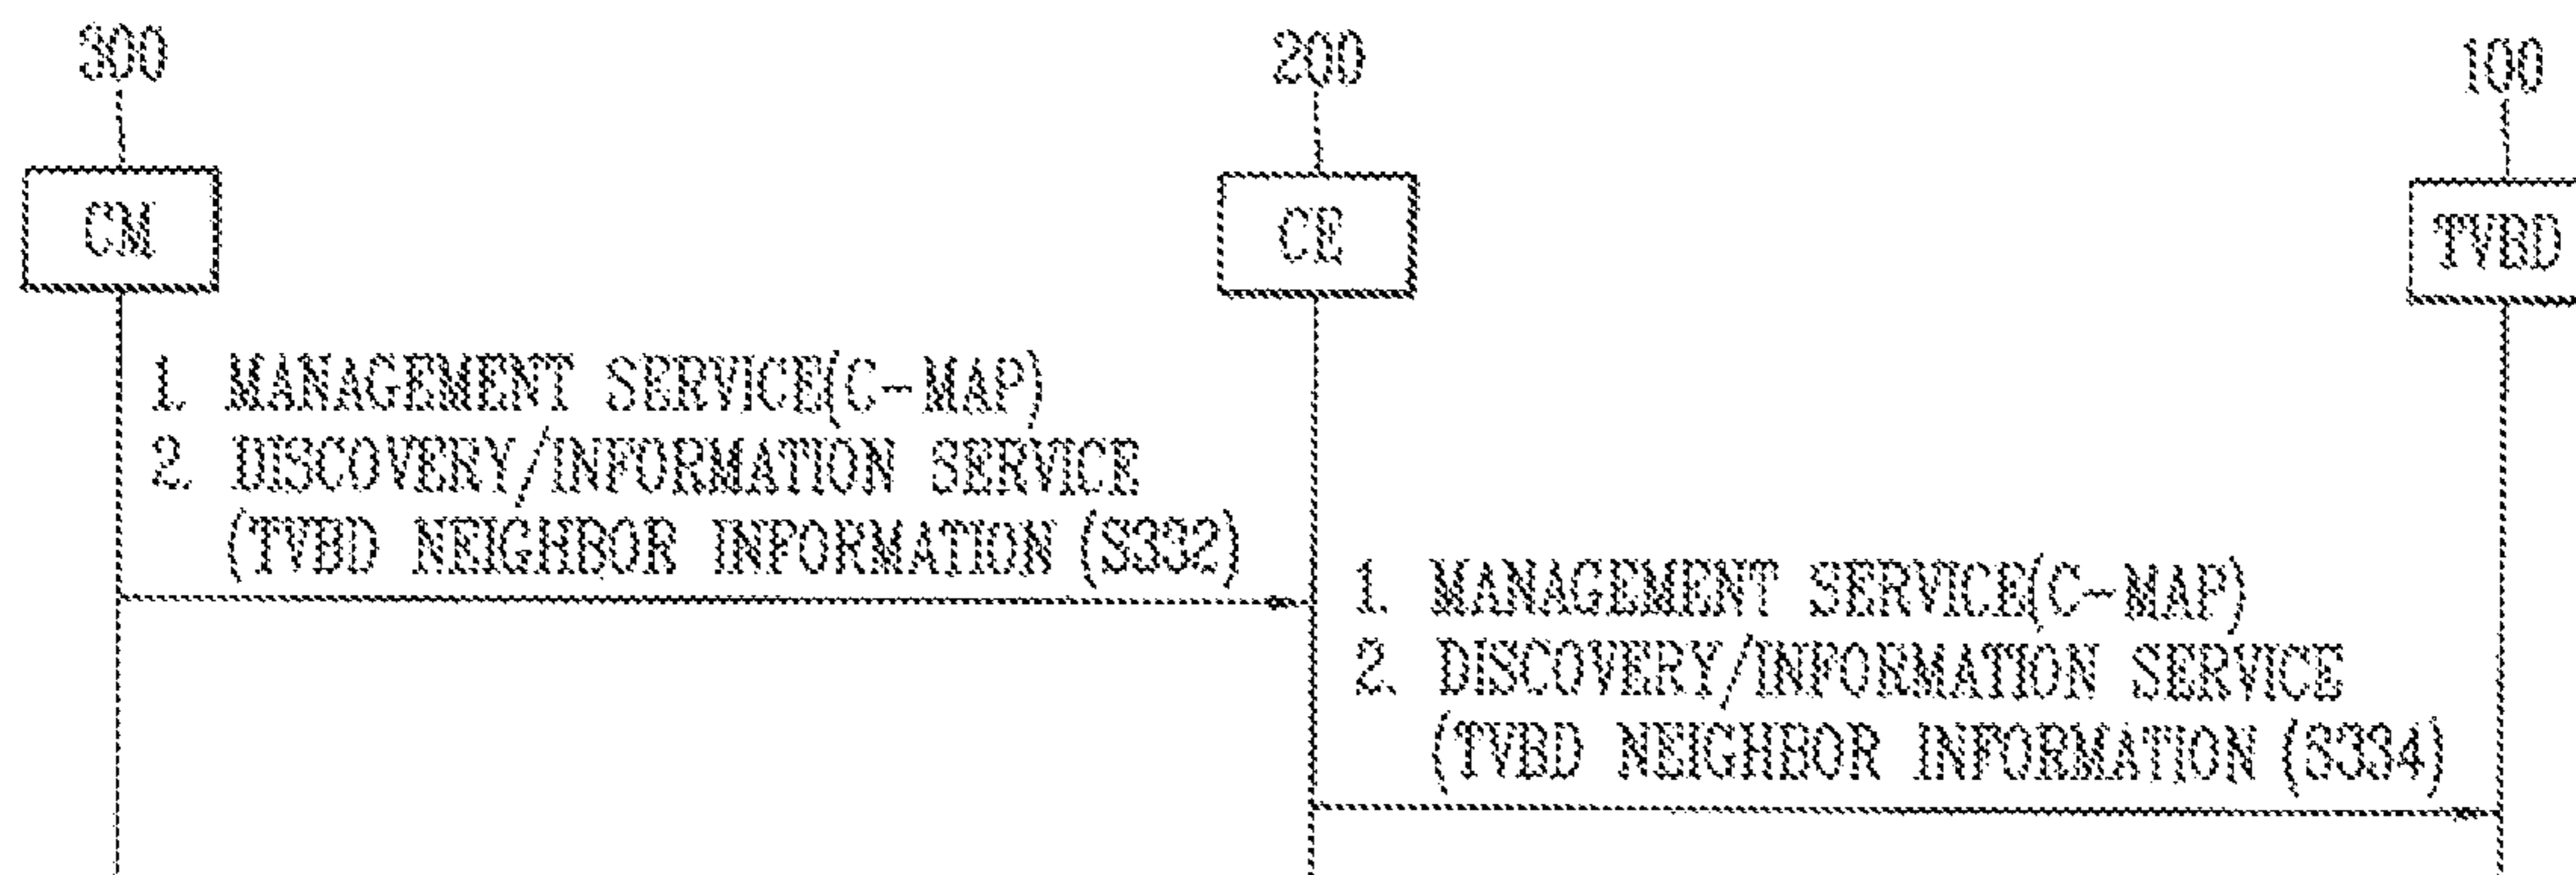 300
200
100
CM
CE
TVBD
1. MANAGEMENT SERVICE(C-MAP)
2. DISCOVERY/INFORMATION SERVICE
(TVBD NEIGHBOR INFORMATION (S332)
1. MANAGEMENT SERVICE(C-MAP)
2. DISCOVERY/INFORMATION SERVICE
(TVBD NEIGHBOR INFORMATION (S334)